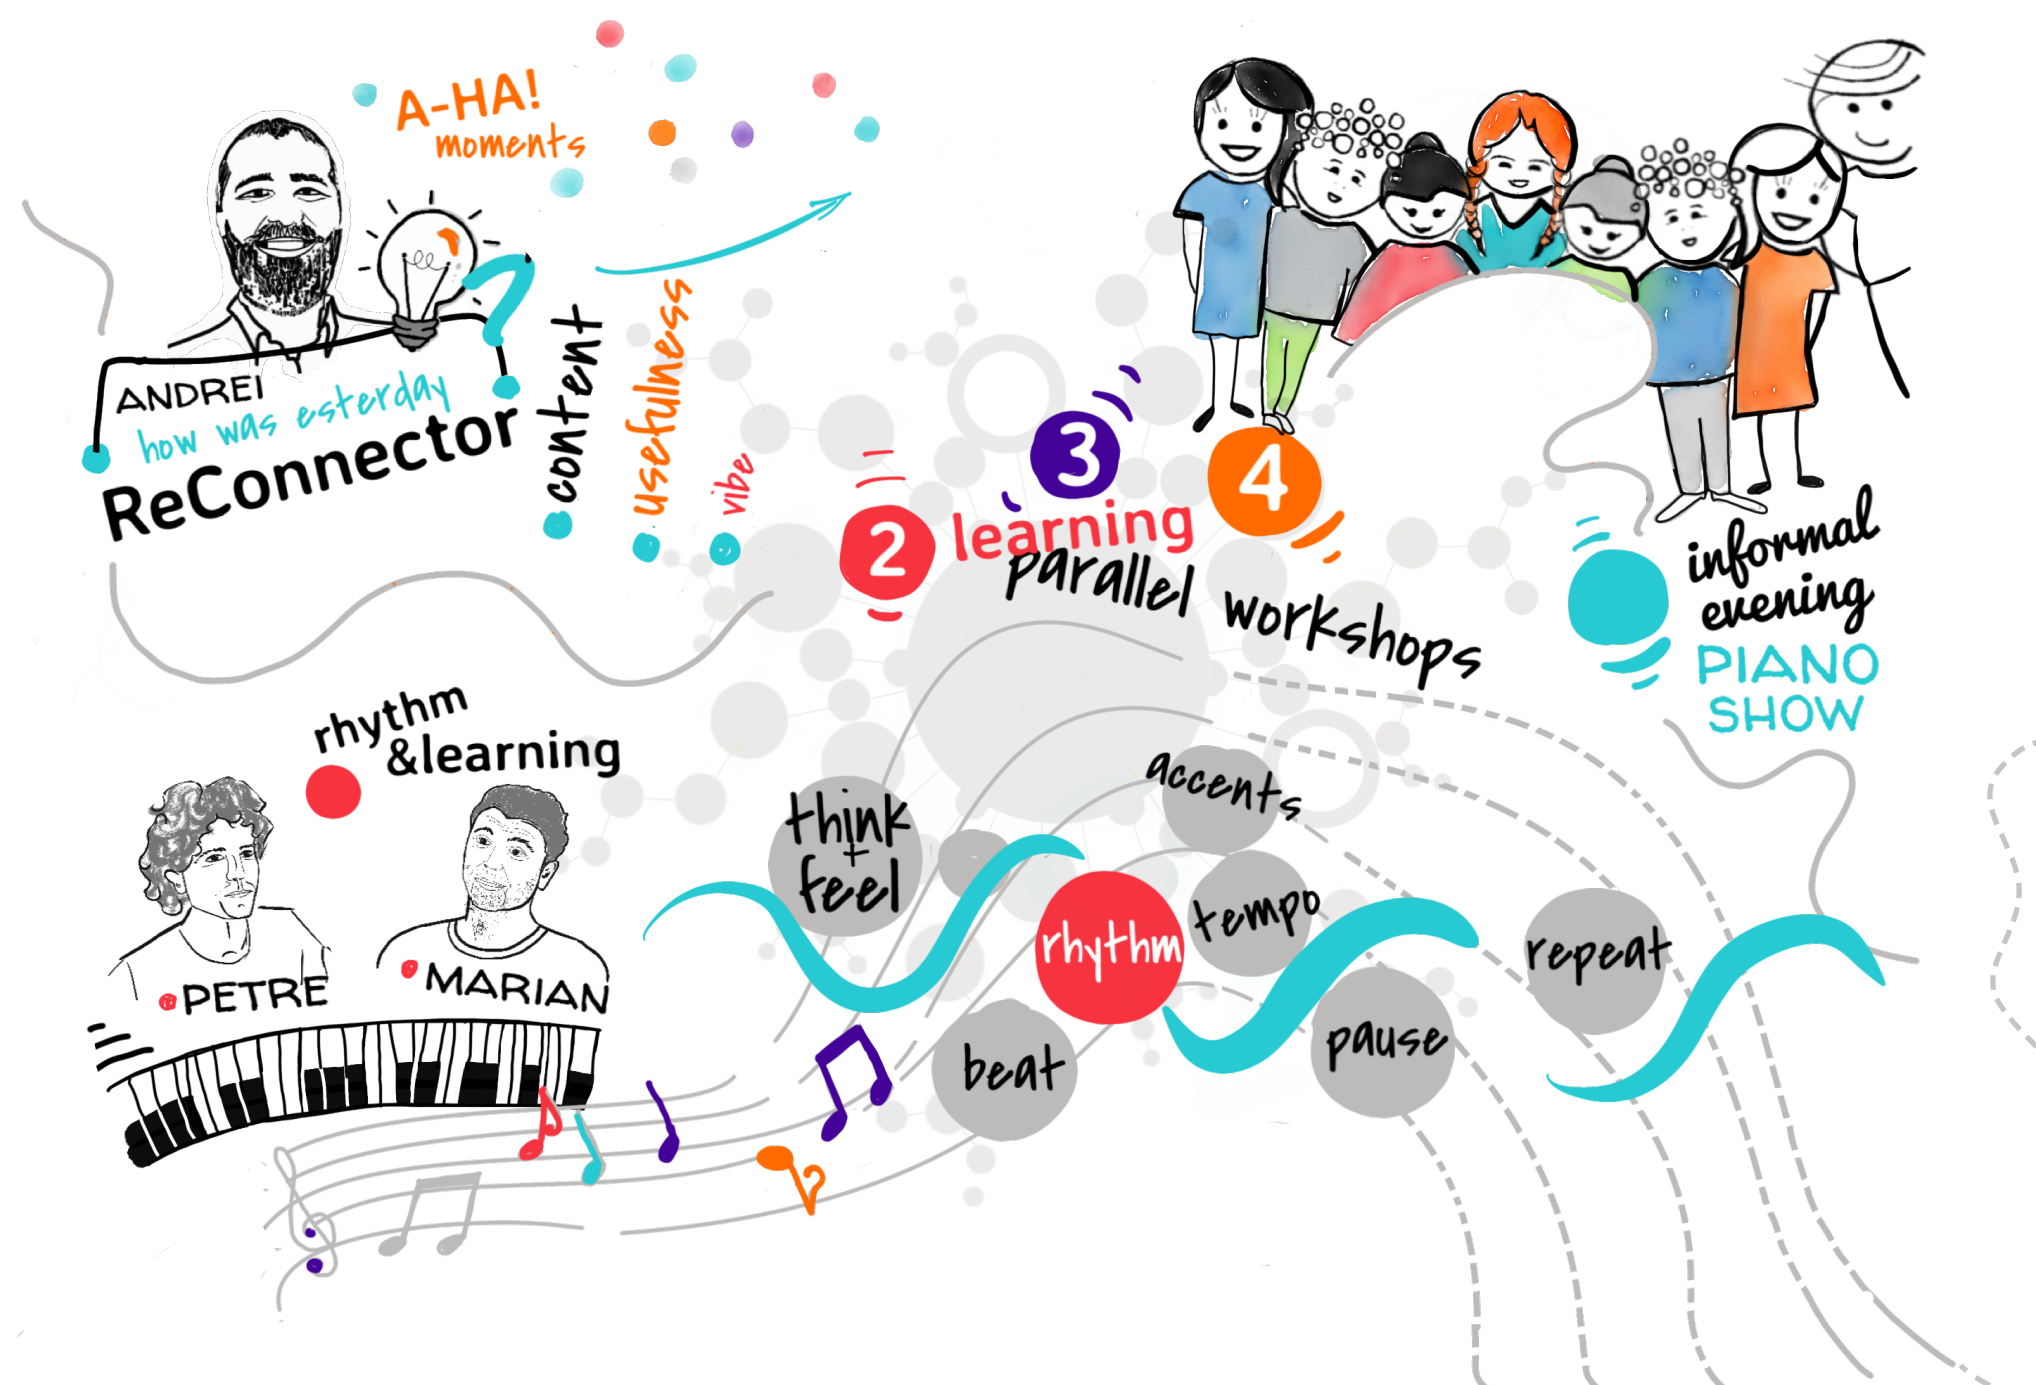 A-HA!
moments
?
ANDREI
how was esterday
ReConnector
content
usefulness
vibe
2
3
4
learning
parallel workshops
informal
evening
PIANO
SHOW
rhythm
&learning
PETRE
MARIAN
think
+
feel
accents
rhythm
tempo
beat
pause
repeat